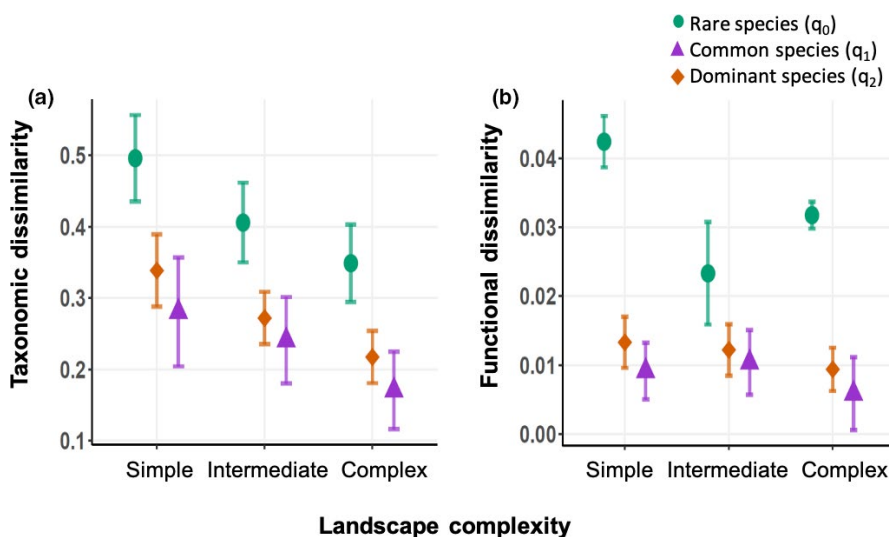 Rare species (q₀)
Common species (q₁)
Dominant species (q₂)
(a)
Taxonomic dissimilarity
0.5
0.4
0.3
0.2
0.1
Simple Intermediate Complex
(b)
Functional dissimilarity
0.04
0.03
0.02
0.01
0.00
Simple Intermediate Complex
Landscape complexity